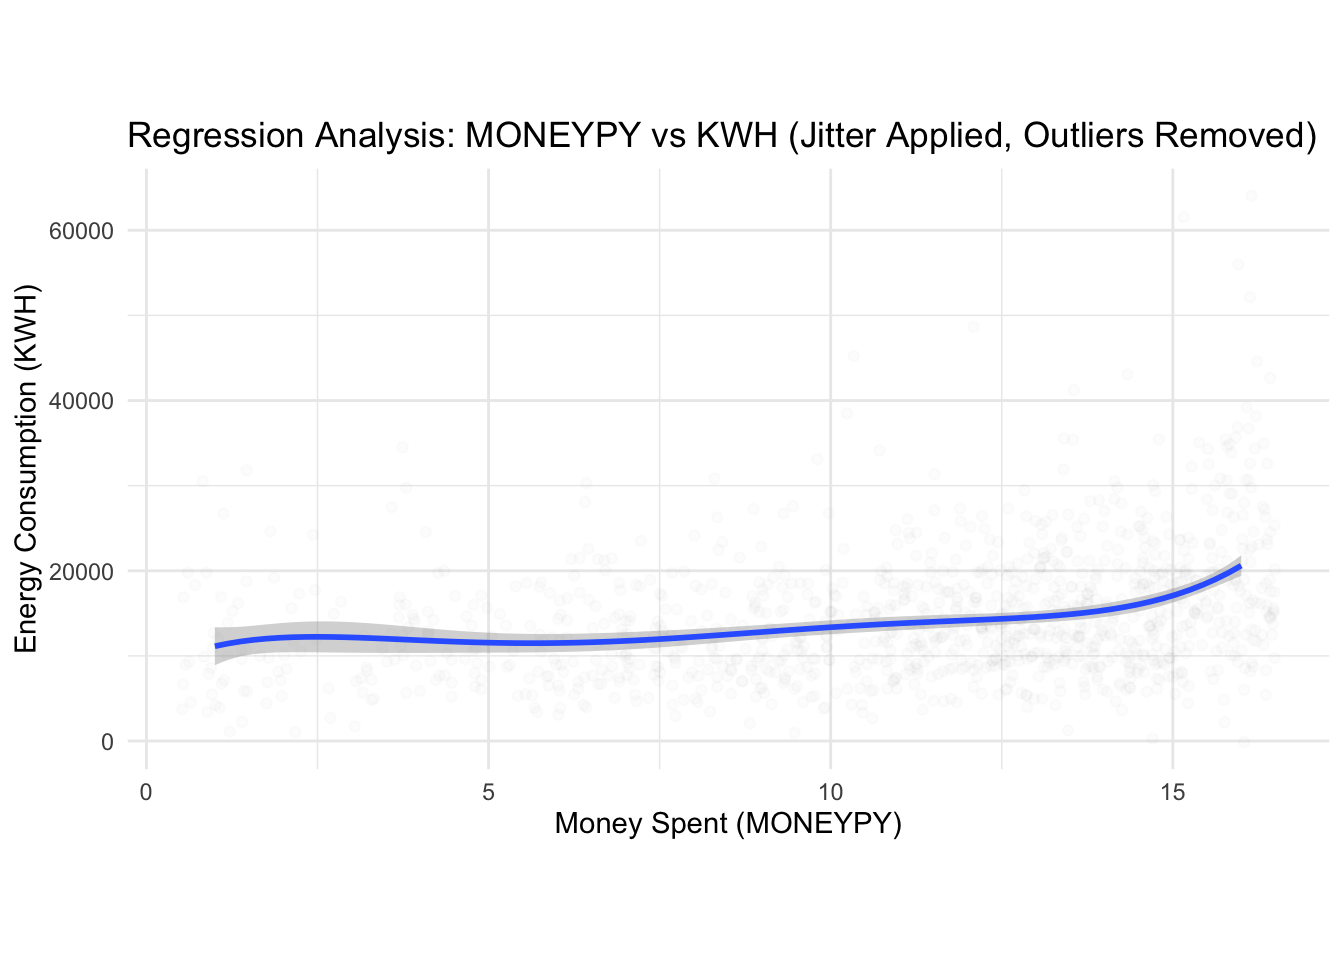 Regression Analysis: MONEYPY vs KWH (Jitter Applied, Outliers Removed)
Energy Consumption (KWH)
60000
40000
20000
0
0 5 10 15
Money Spent (MONEYPY)